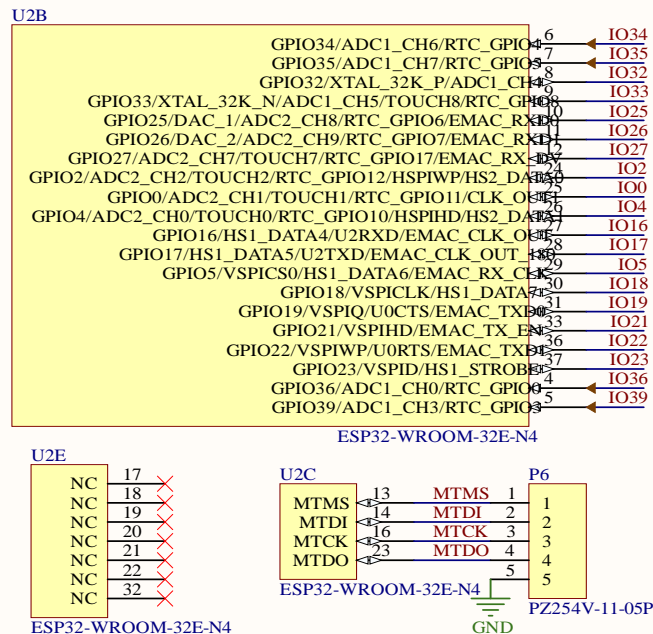 U2B
GPIO34/ADC1_CH6/RTC_GPIO4 6 IO34
GPIO35/ADC1_CH7/RTC_GPIO5 7 IO35
GPIO32/XTAL_32K_P/ADC1_CH4 8 IO32
GPIO33/XTAL_32K_N/ADC1_CH5/TOUCH8/RTC_GPIO8 9 IO33
GPIO25/DAC_1/ADC2_CH8/RTC_GPIO6/EMAC_RXD0 10 IO25
GPIO26/DAC_2/ADC2_CH9/RTC_GPIO7/EMAC_RXD1 11 IO26
GPIO27/ADC2_CH7/TOUCH7/RTC_GPIO17/EMAC_RX_DV 12 IO27
GPIO2/ADC2_CH2/TOUCH2/RTC_GPIO12/HSPIWP/HS2_DATA0 24 IO2
GPIO0/ADC2_CH1/TOUCH1/RTC_GPIO11/CLK_OUT1 25 IO0
GPIO4/ADC2_CH0/TOUCH0/RTC_GPIO10/HSPIHD/HS2_DATA1 26 IO4
GPIO16/HS1_DATA4/U2RXD/EMAC_CLK_OUT 27 IO16
GPIO17/HS1_DATA5/U2TXD/EMAC_CLK_OUT_180 28 IO17
GPIO5/VSPICS0/HS1_DATA6/EMAC_RX_CLK 29 IO5
GPIO18/VSPICLK/HS1_DATA7 30 IO18
GPIO19/VSPIQ/U0CTS/EMAC_TXD0 31 IO19
GPIO21/VSPIHD/EMAC_TX_EN 33 IO21
GPIO22/VSPIWP/U0RTS/EMAC_TXD1 36 IO22
GPIO23/VSPID/HS1_STROBE 37 IO23
GPIO36/ADC1_CH0/RTC_GPIO0 4 IO36
GPIO39/ADC1_CH3/RTC_GPIO3 5 IO39
ESP32-WROOM-32E-N4
U2E
NC 17
NC 18
NC 19
NC 20
NC 21
NC 22
NC 32
ESP32-WROOM-32E-N4
U2C P6
MTMS 13 MTMS 1 1
MTDI 14 MTDI 2 2
MTCK 16 MTCK 3 3
MTDO 23 MTDO 4 4
5 5
ESP32-WROOM-32E-N4
GND
PZ254V-11-05P